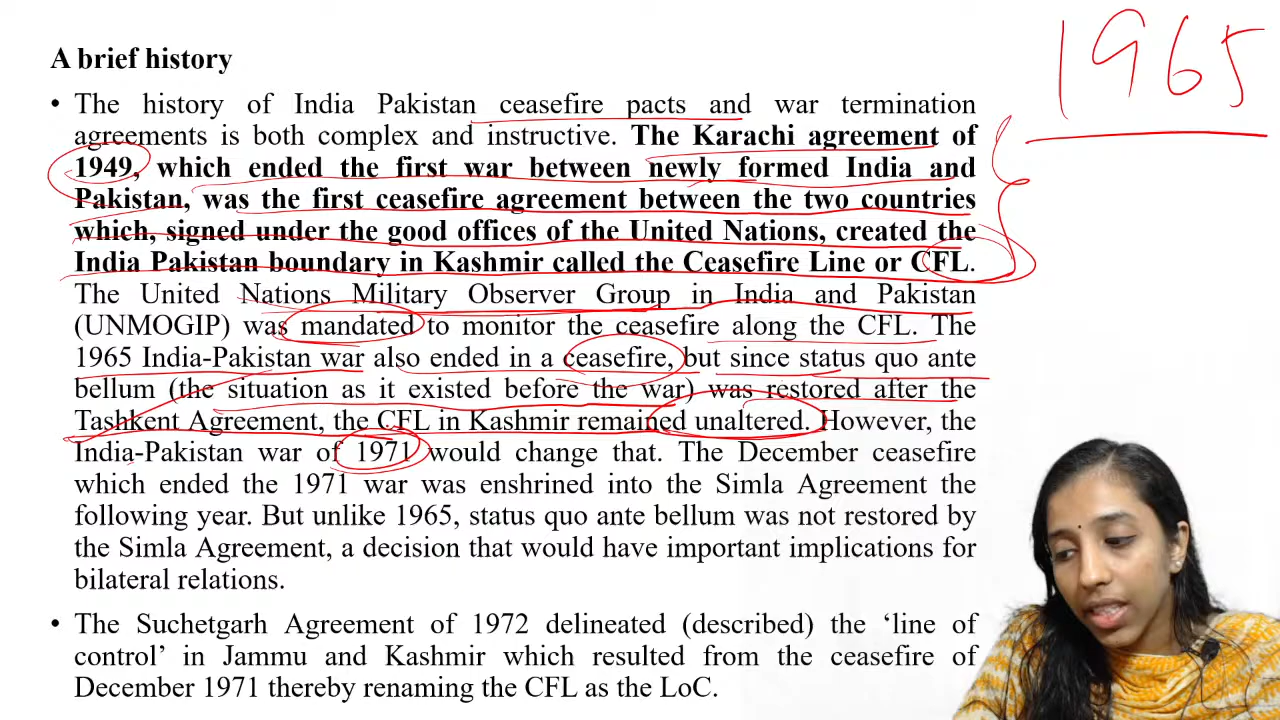 1965
A brief history
• The history of India Pakistan ceasefire pacts and war termination
agreements is both complex and instructive. The Karachi agreement of
1949, which ended the first war between newly formed India and
Pakistan, was the first ceasefire agreement between the two countries
which, signed under the good offices of the United Nations, created the
India Pakistan boundary in Kashmir called the Ceasefire Line or CFL.
The United Nations Military Observer Group in India and Pakistan
(UNMOGIP) was mandated to monitor the ceasefire along the CFL. The
1965 India-Pakistan war also ended in a ceasefire, but since status quo ante
bellum (the situation as it existed before the war) was restored after the
Tashkent Agreement, the CFL in Kashmir remained unaltered. However, the
India-Pakistan war of 1971 would change that. The December ceasefire
which ended the 1971 war was enshrined into the Simla Agreement the
following year. But unlike 1965, status quo ante bellum was not restored by
the Simla Agreement, a decision that would have important implications for
bilateral relations.
• The Suchetgarh Agreement of 1972 delineated (described) the ‘line of
control’ in Jammu and Kashmir which resulted from the ceasefire of
December 1971 thereby renaming the CFL as the LoC.